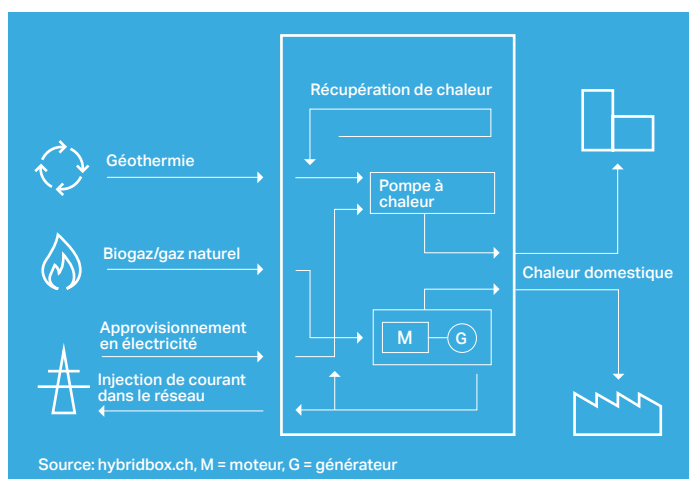 Récupération de chaleur
Géothermie
Pompe à
chaleur
Biogaz/gaz naturel
Chaleur domestique
Approvisionnement
en électricité
M
G
Injection de courant
dans le réseau
Source: hybridbox.ch, M = moteur, G = générateur